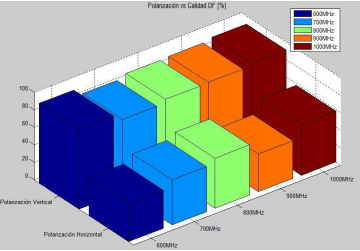 Polarización vs Calidad DF [%]
600MHz
700MHz
800MHz
900MHz
1000MHz
100
80
60
40
20
0
Polarización Vertical
Polarización Horizontal
600MHz
700MHz
800MHz
900MHz
1000MHz